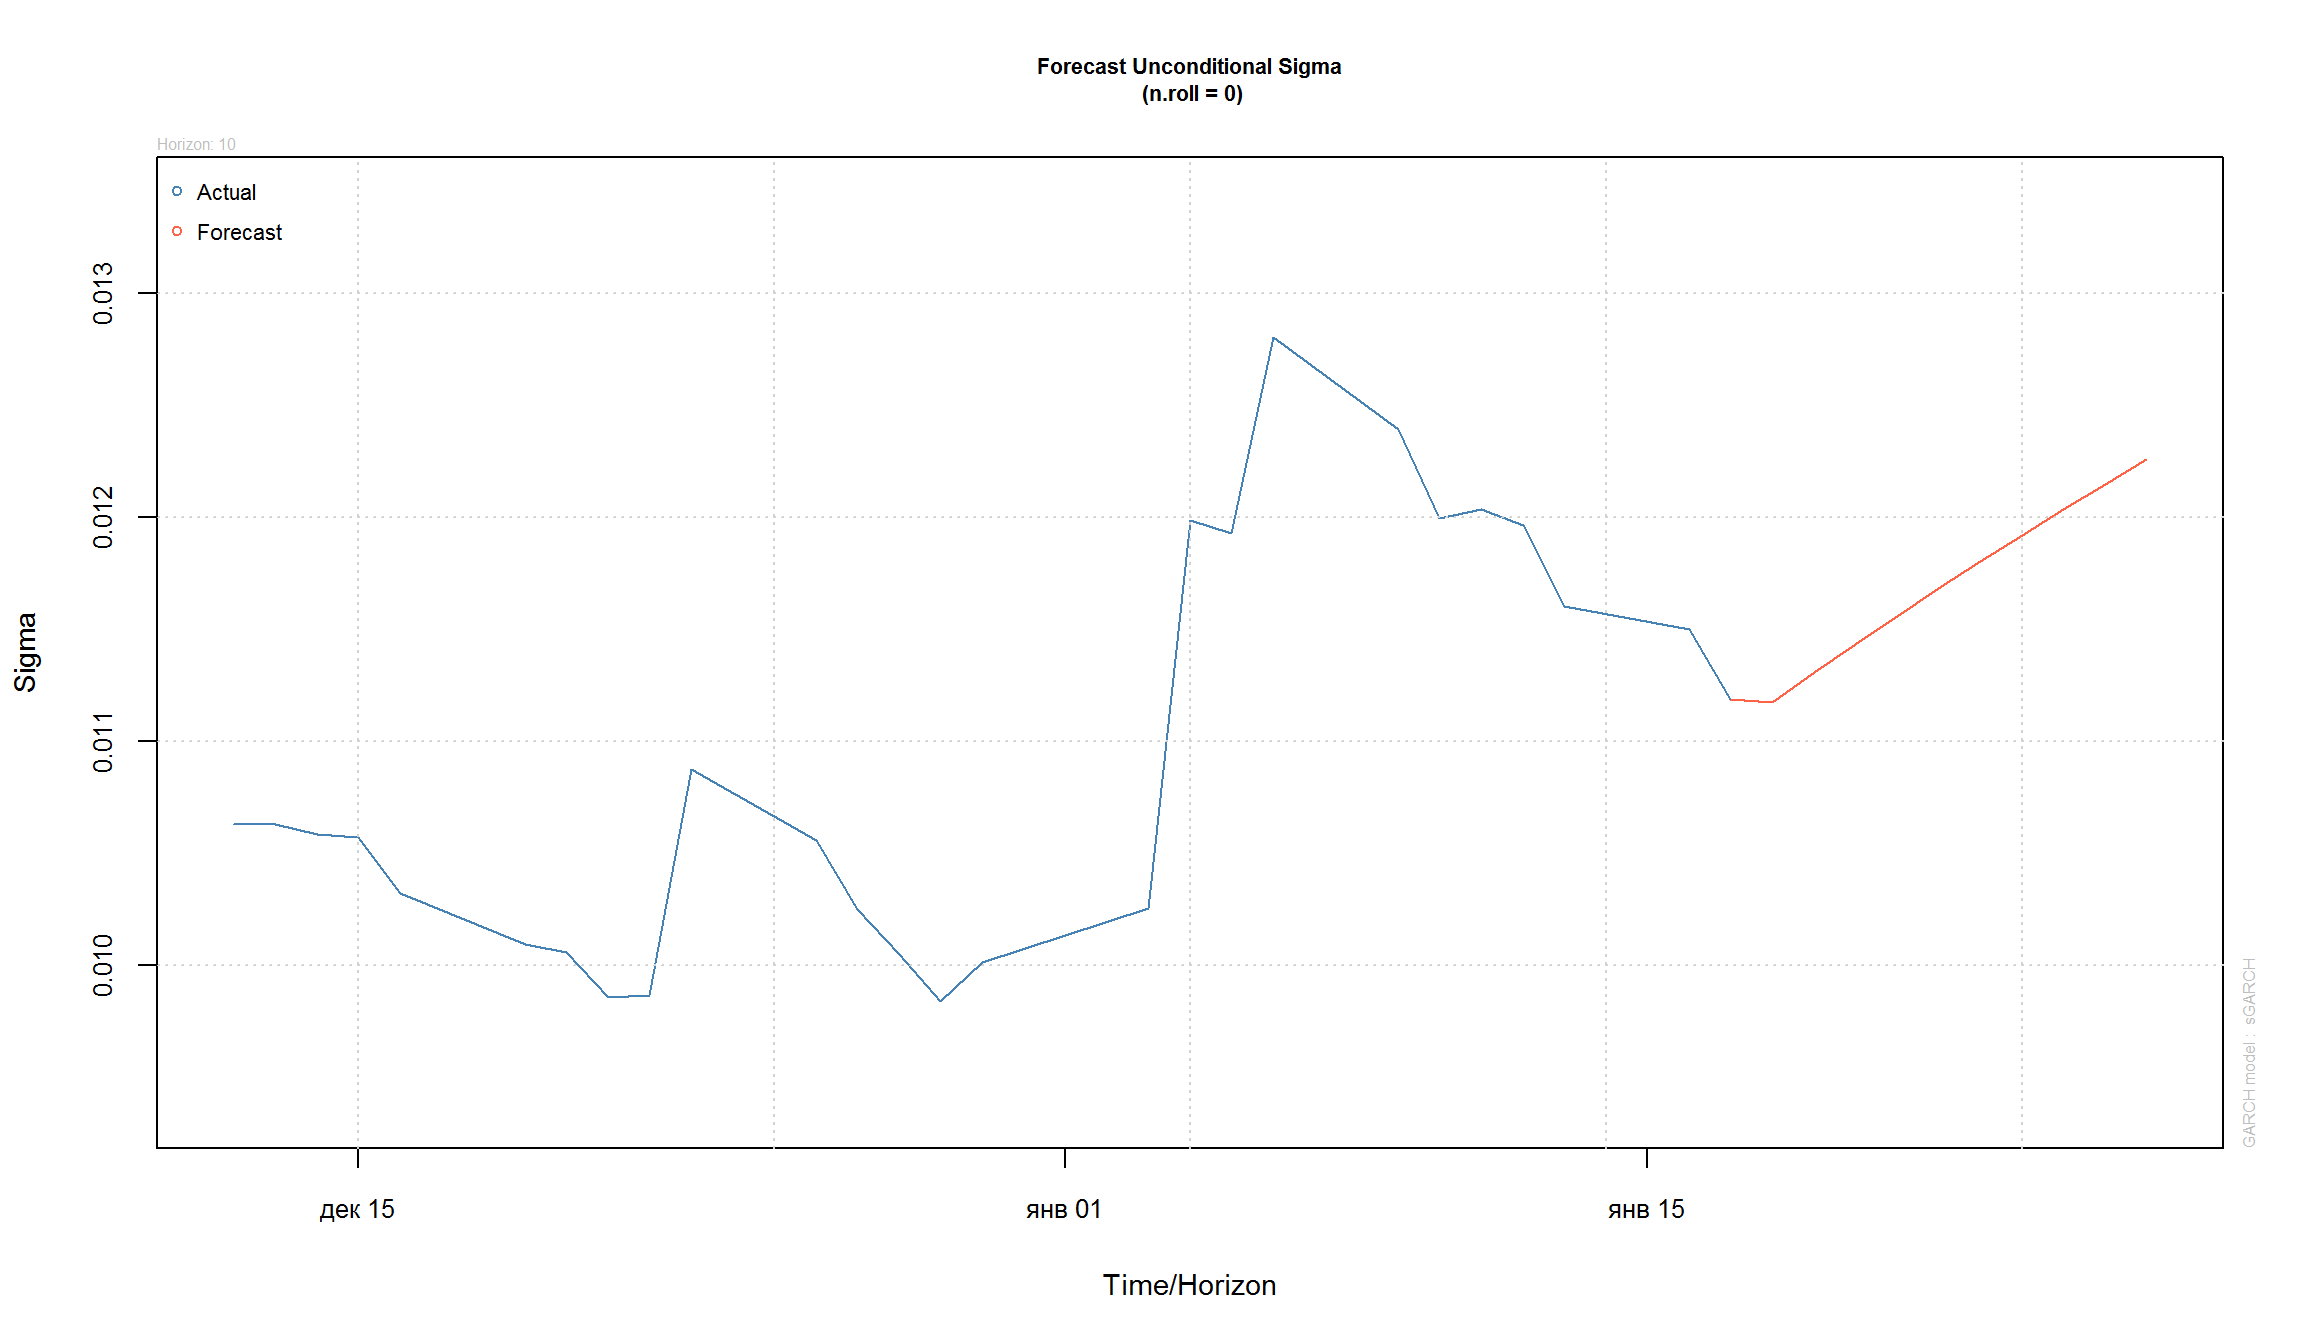 Forecast Unconditional Sigma
(n.roll = 0)
Horizon: 10
Actual
Forecast
0.013
0.012
0.011
0.010
Sigma
дек 15
янв 01
янв 15
Time/Horizon
GARCH model : sGARCH